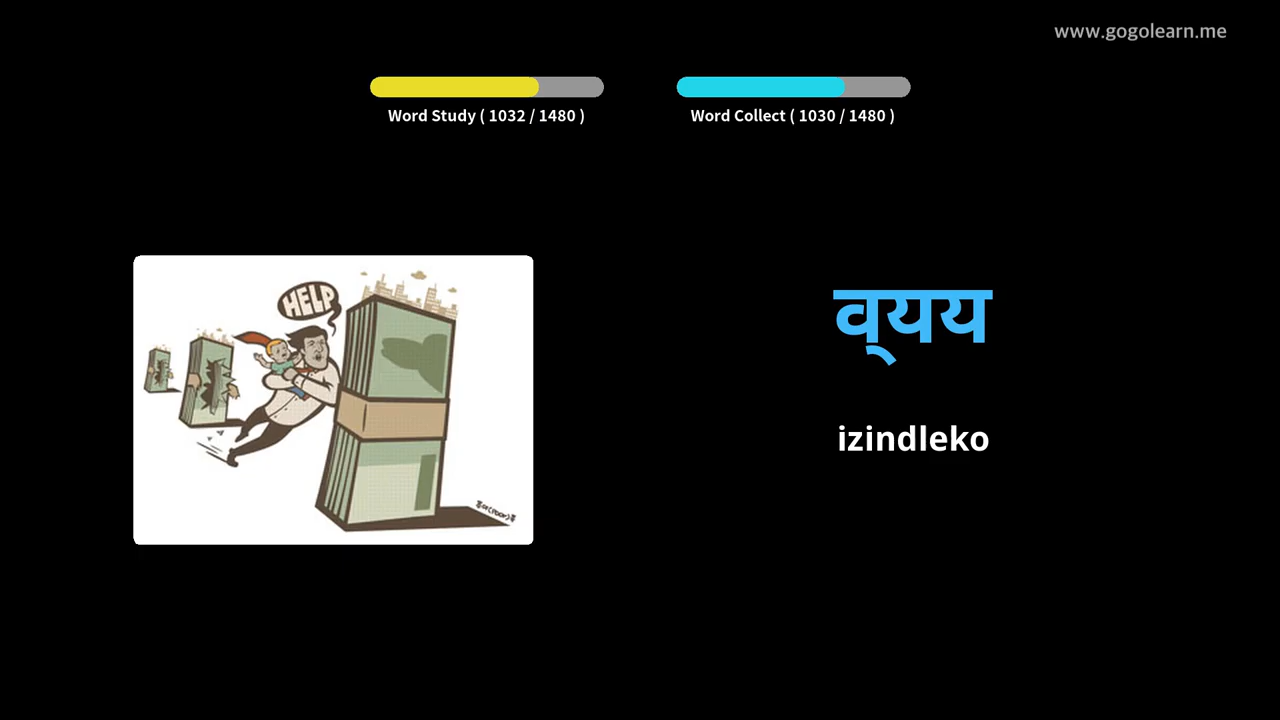 www.gogolearn.me
Word Study ( 1032 / 1480 )
Word Collect ( 1030 / 1480 )
HELP
व्‌यय
izindleko